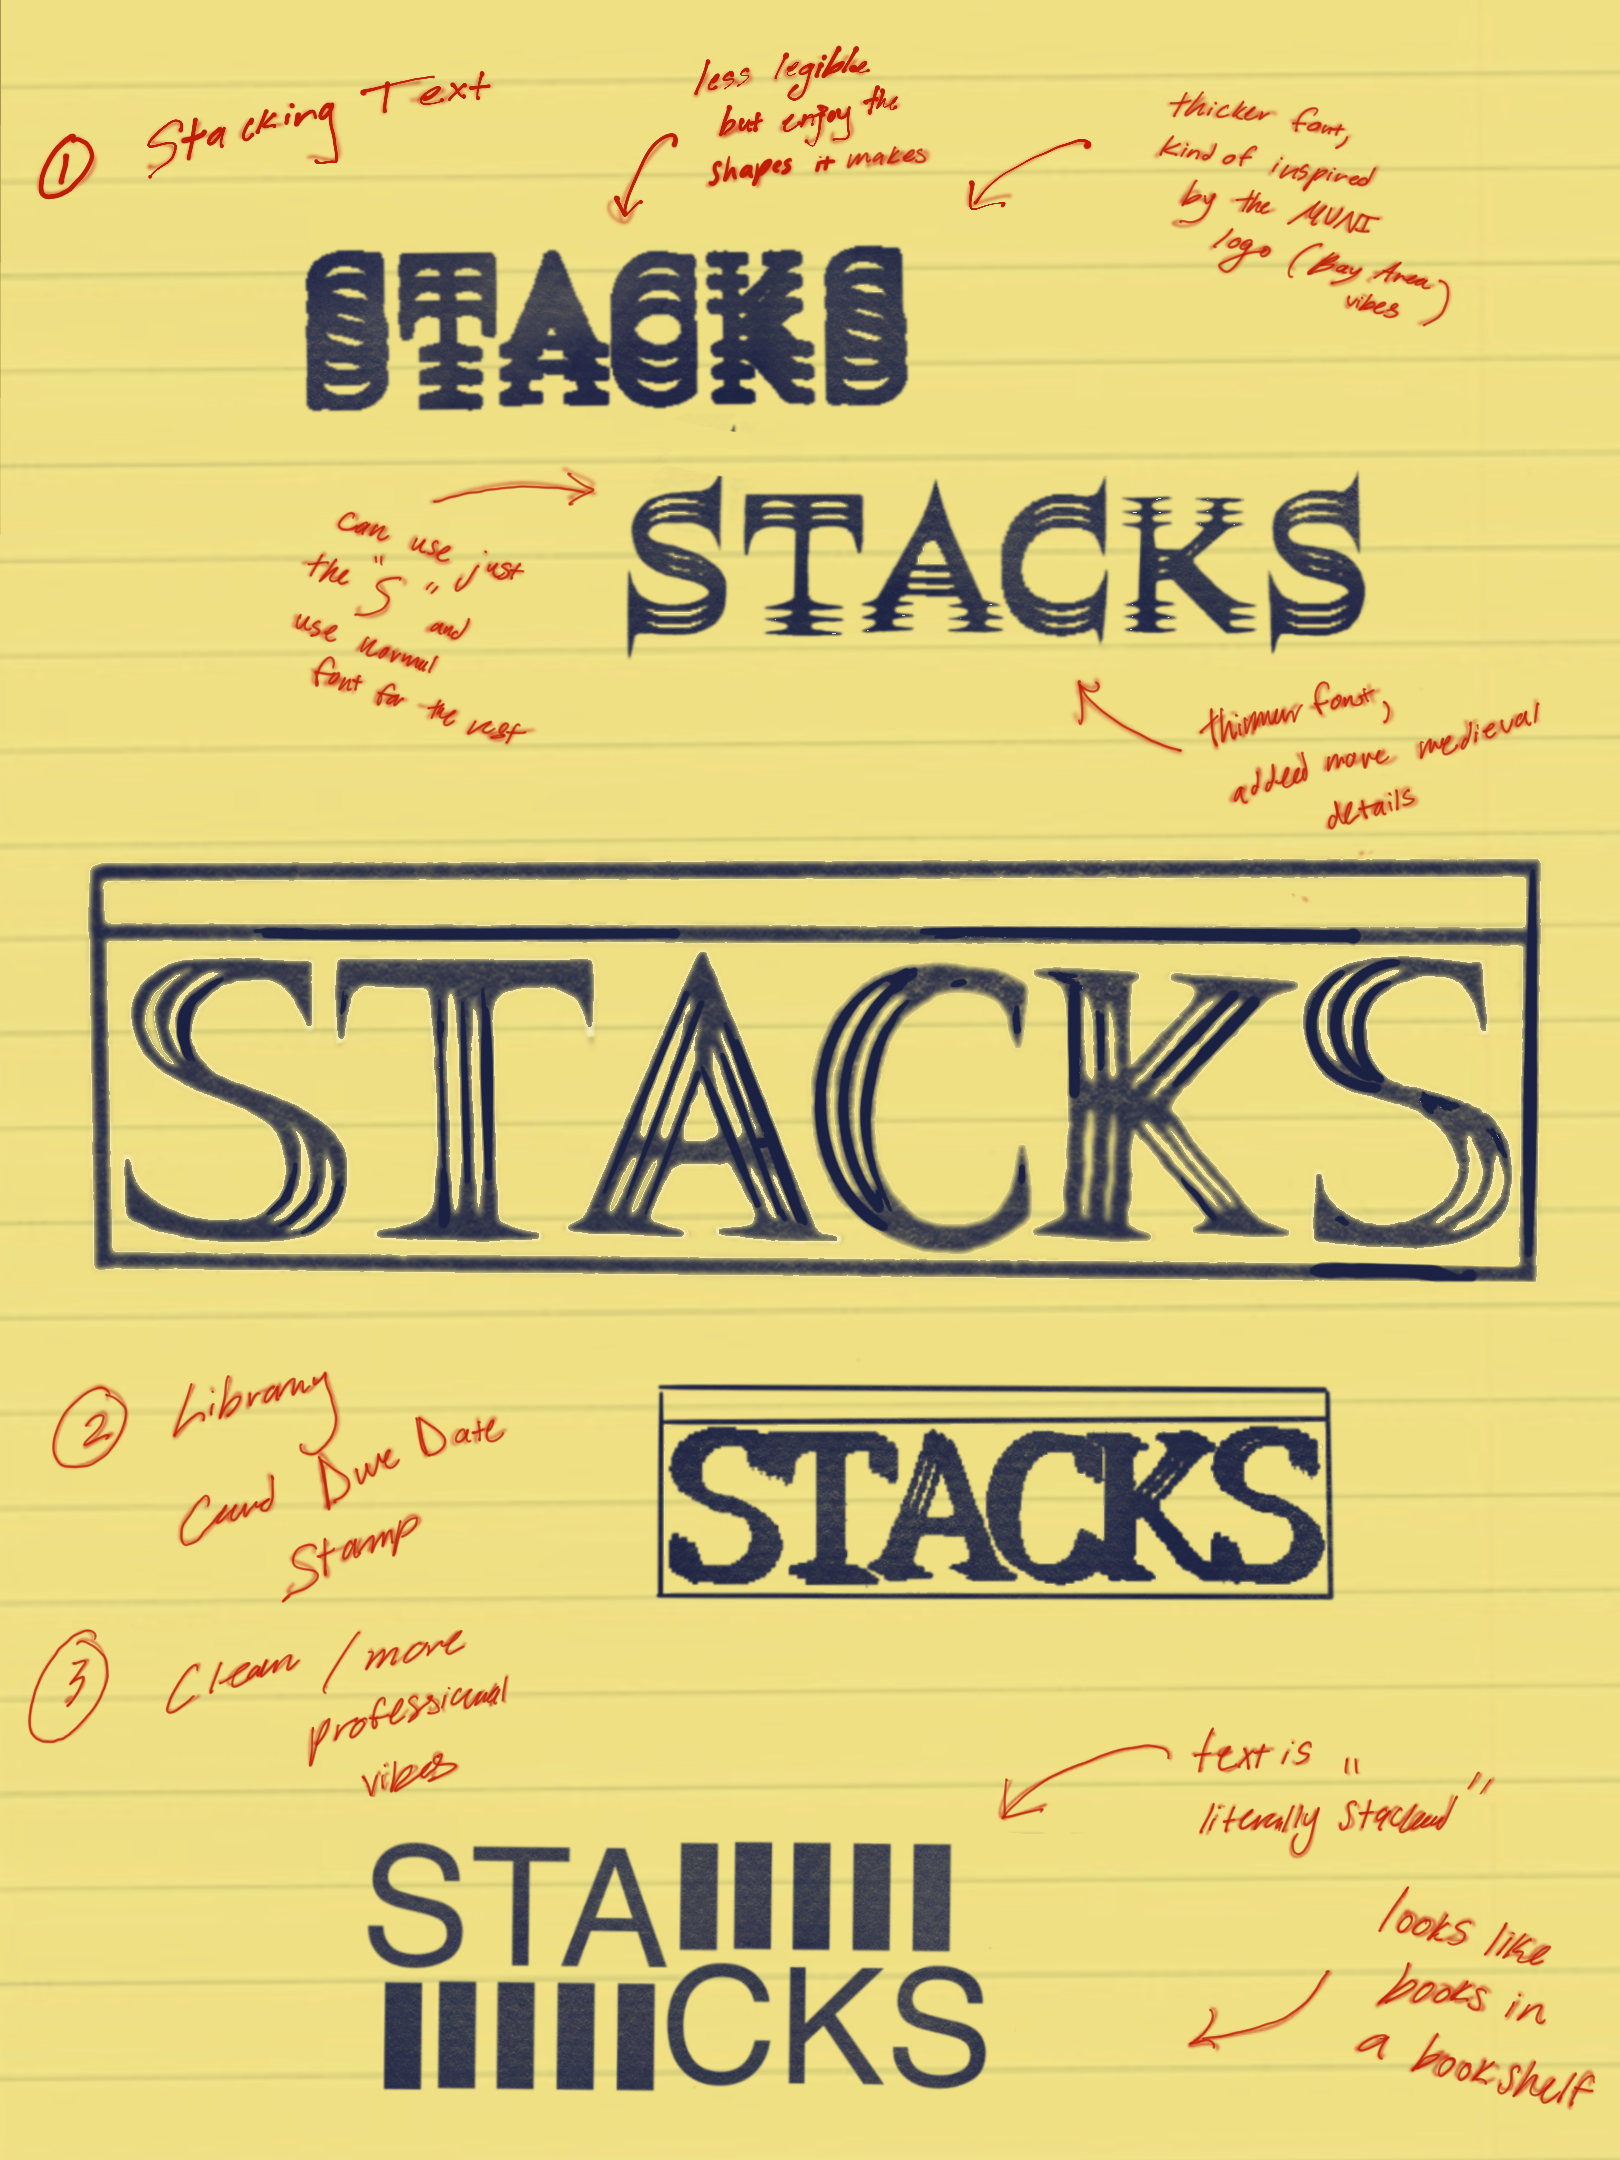 ① Stacking Text
less legible
but enjoy the
shapes it makes
thicker font,
kind of inspired
by the MUNI
logo (Bay Area)
vibes
STACKS
can use just
the "S" and
use normal
font for the rest
STACKS
thinner font,
added more medieval
details
STACKS
② Library
Card Due Date
Stamp
STACKS
③ Clean / more
professional
vibes
text is "
literally stacked"
STA
CKS
looks like
books in
a bookshelf